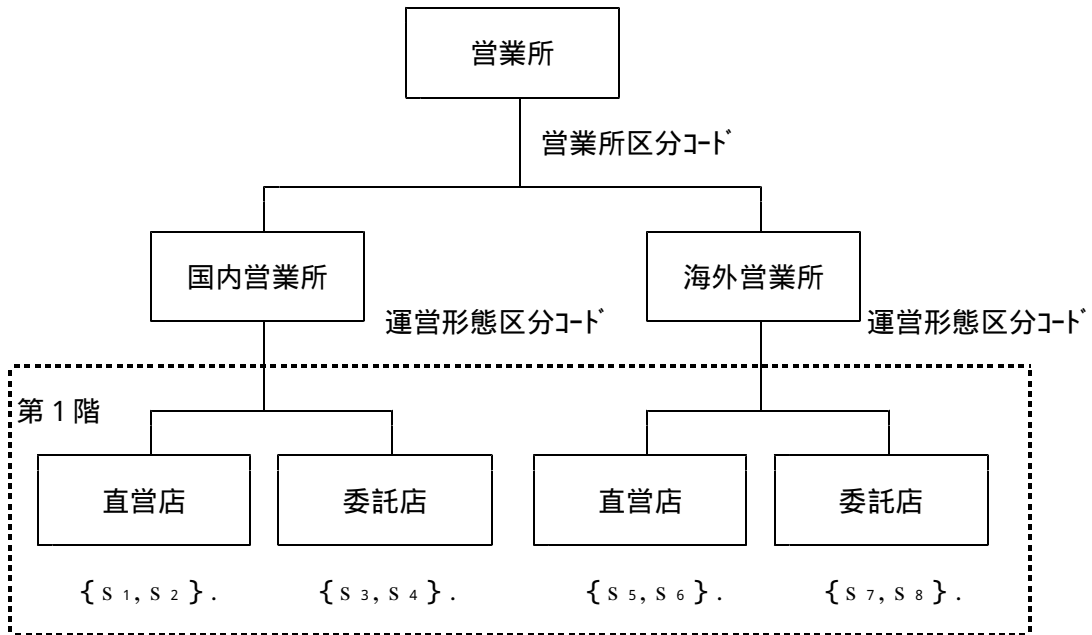 営業所
営業所区分ｺｰﾄﾞ
国内営業所
海外営業所
運営形態区分ｺｰﾄﾞ
運営形態区分ｺｰﾄﾞ
第1階
直営店
委託店
直営店
委託店
{s1,s2}.
{s3,s4}.
{s5,s6}.
{s7,s8}.